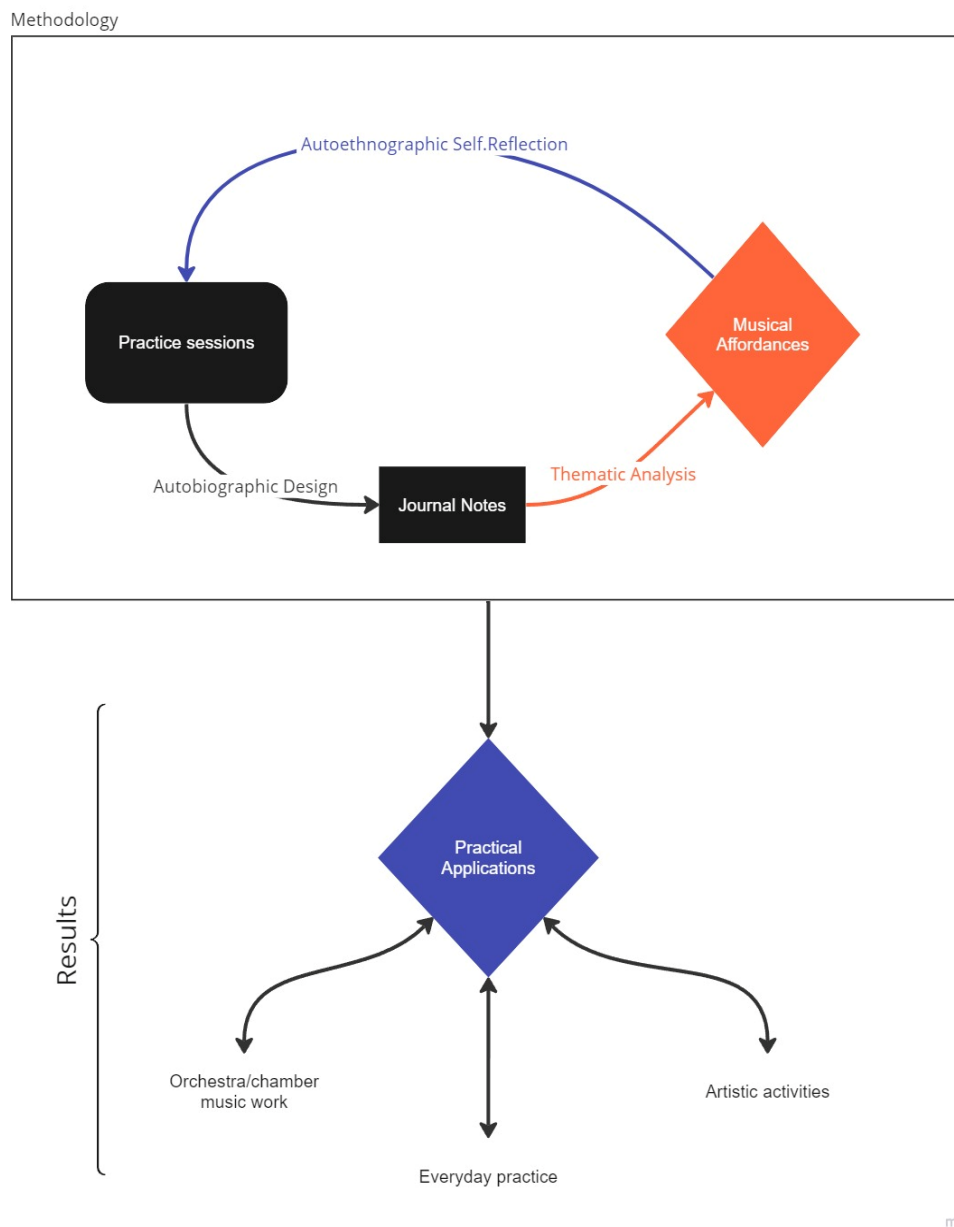 Methodology
Autoethnographic Self.Reflection
Practice sessions
Musical
Affordances
Autobiographic Design
Journal Notes
Thematic Analysis
Practical
Applications
Results
Orchestra/chamber
music work
Artistic activities
Everyday practice